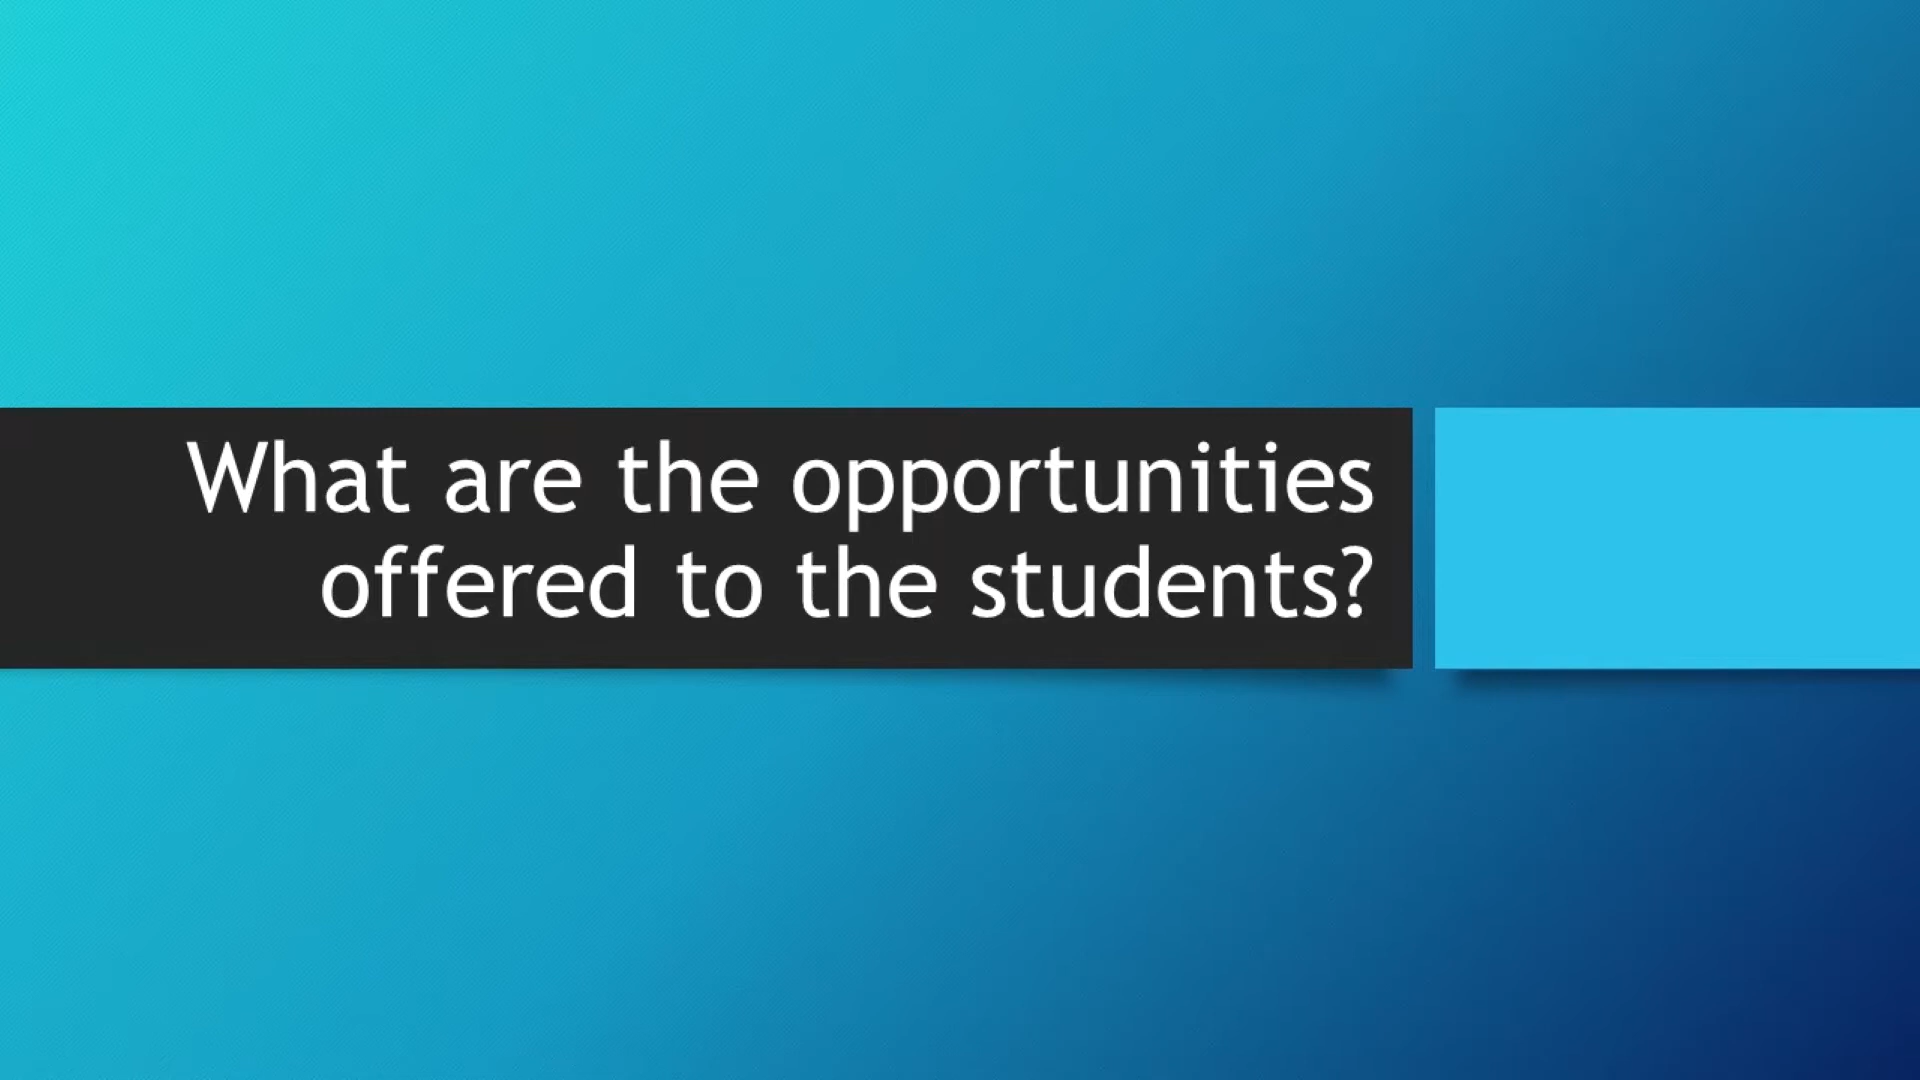 What are the opportunities
offered to the students?